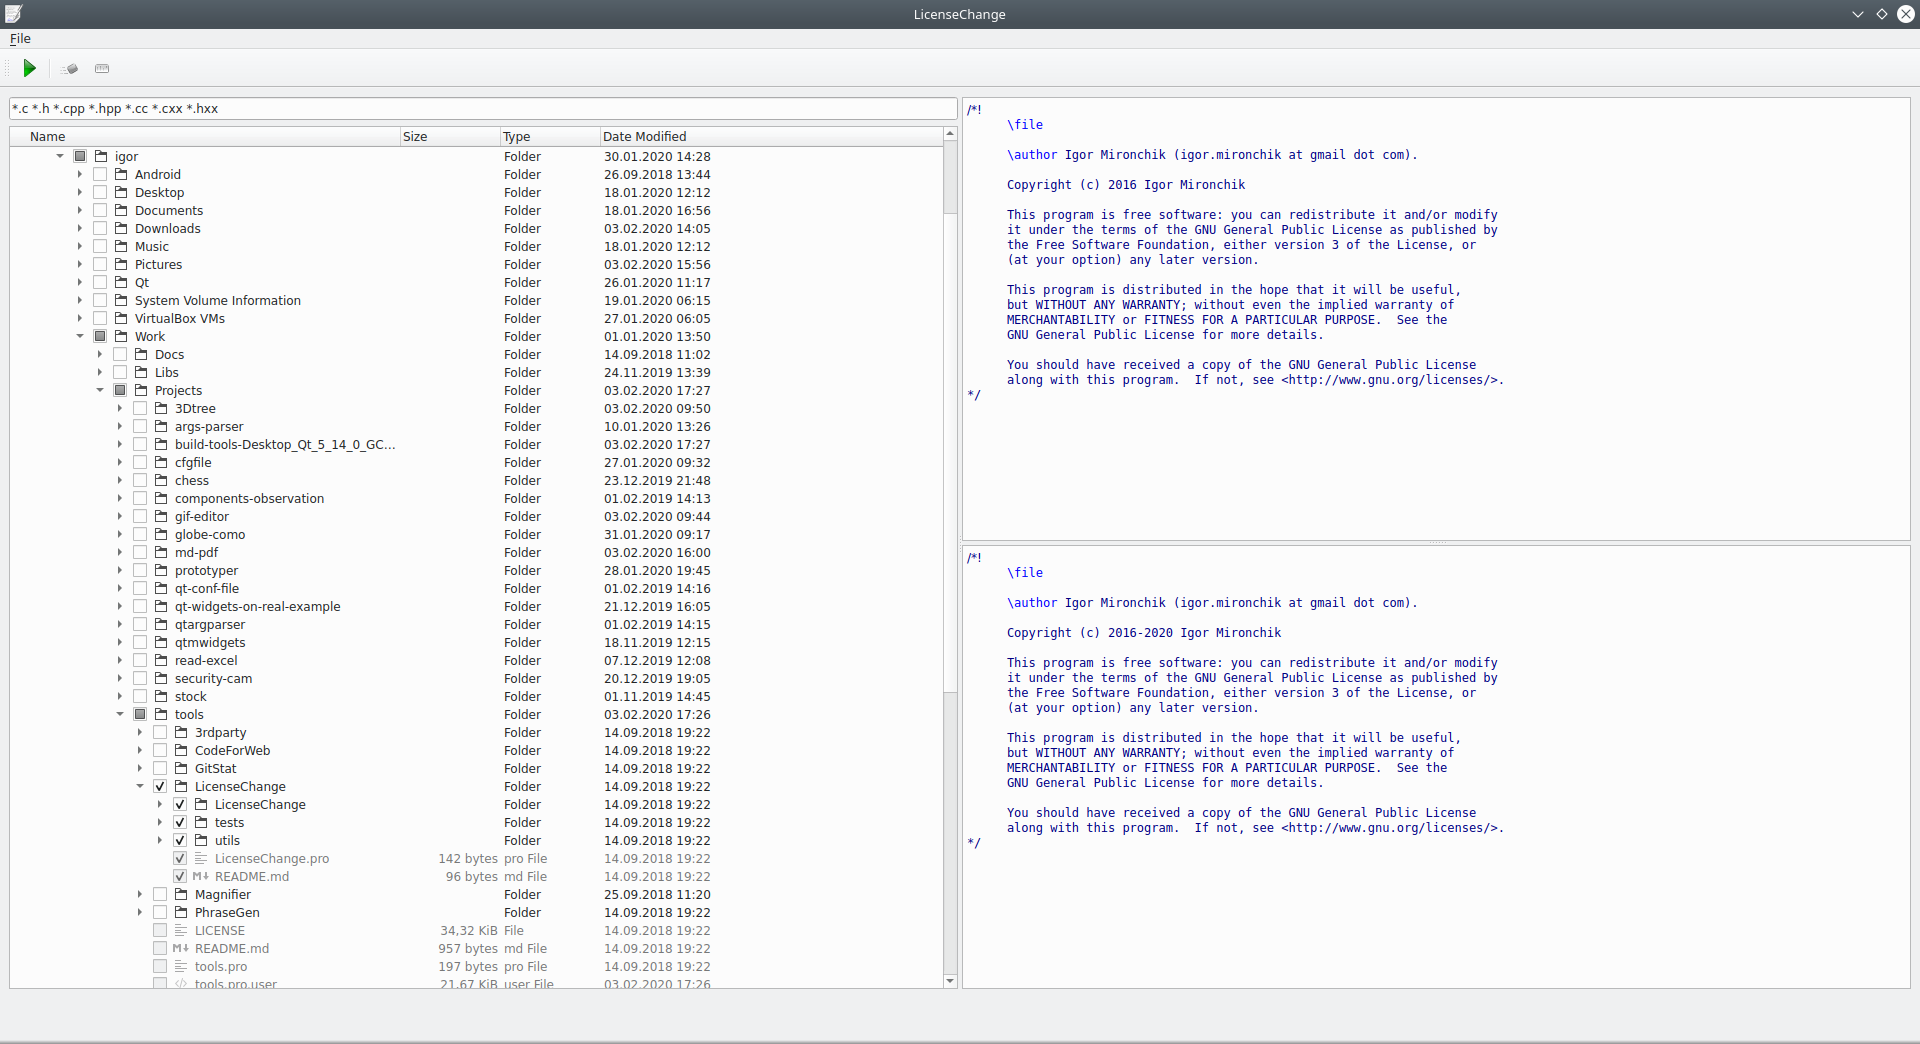 LicenseChange
File
*.c *.h *.cpp *.hpp *.cc *.cxx *.hxx
Name Size Type Date Modified
igor Folder 30.01.2020 14:28
Android Folder 26.09.2018 13:44
Desktop Folder 18.01.2020 12:12
Documents Folder 18.01.2020 16:56
Downloads Folder 03.02.2020 14:05
Music Folder 18.01.2020 12:12
Pictures Folder 03.02.2020 15:56
Qt Folder 26.01.2020 11:17
System Volume Information Folder 19.01.2020 06:15
VirtualBox VMs Folder 27.01.2020 06:05
Work Folder 01.01.2020 13:50
Docs Folder 14.09.2018 11:02
Libs Folder 24.11.2019 13:39
Projects Folder 03.02.2020 17:27
3Dtree Folder 03.02.2020 09:50
args-parser Folder 10.01.2020 13:26
build-tools-Desktop_Qt_5_14_0_GC... Folder 03.02.2020 17:27
cfgfile Folder 27.01.2020 09:32
chess Folder 23.12.2019 21:48
components-observation Folder 01.02.2019 14:13
gif-editor Folder 03.02.2020 09:44
globe-como Folder 31.01.2020 09:17
md-pdf Folder 03.02.2020 16:00
prototyper Folder 28.01.2020 19:45
qt-conf-file Folder 01.02.2019 14:16
qt-widgets-on-real-example Folder 21.12.2019 16:05
qtargparser Folder 01.02.2019 14:15
qtmwidgets Folder 18.11.2019 12:15
read-excel Folder 07.12.2019 12:08
security-cam Folder 20.12.2019 19:05
stock Folder 01.11.2019 14:45
tools Folder 03.02.2020 17:26
3rdparty Folder 14.09.2018 19:22
CodeForWeb Folder 14.09.2018 19:22
GitStat Folder 14.09.2018 19:22
LicenseChange Folder 14.09.2018 19:22
LicenseChange Folder 14.09.2018 19:22
tests Folder 14.09.2018 19:22
utils Folder 14.09.2018 19:22
LicenseChange.pro 142 bytes pro File 14.09.2018 19:22
README.md 96 bytes md File 14.09.2018 19:22
Magnifier Folder 25.09.2018 11:20
PhraseGen Folder 14.09.2018 19:22
LICENSE 34,32 KiB File 14.09.2018 19:22
README.md 957 bytes md File 14.09.2018 19:22
tools.pro 197 bytes pro File 14.09.2018 19:22
tools.pro.user 21,67 KiB user File 03.02.2020 17:26
/*!
\file
\author Igor Mironchik (igor.mironchik at gmail dot com).
Copyright (c) 2016 Igor Mironchik
This program is free software: you can redistribute it and/or modify
it under the terms of the GNU General Public License as published by
the Free Software Foundation, either version 3 of the License, or
(at your option) any later version.
This program is distributed in the hope that it will be useful,
but WITHOUT ANY WARRANTY; without even the implied warranty of
MERCHANTABILITY or FITNESS FOR A PARTICULAR PURPOSE.  See the
GNU General Public License for more details.
You should have received a copy of the GNU General Public License
along with this program.  If not, see <http://www.gnu.org/licenses/>.
*/
/*!
\file
\author Igor Mironchik (igor.mironchik at gmail dot com).
Copyright (c) 2016-2020 Igor Mironchik
This program is free software: you can redistribute it and/or modify
it under the terms of the GNU General Public License as published by
the Free Software Foundation, either version 3 of the License, or
(at your option) any later version.
This program is distributed in the hope that it will be useful,
but WITHOUT ANY WARRANTY; without even the implied warranty of
MERCHANTABILITY or FITNESS FOR A PARTICULAR PURPOSE.  See the
GNU General Public License for more details.
You should have received a copy of the GNU General Public License
along with this program.  If not, see <http://www.gnu.org/licenses/>.
*/